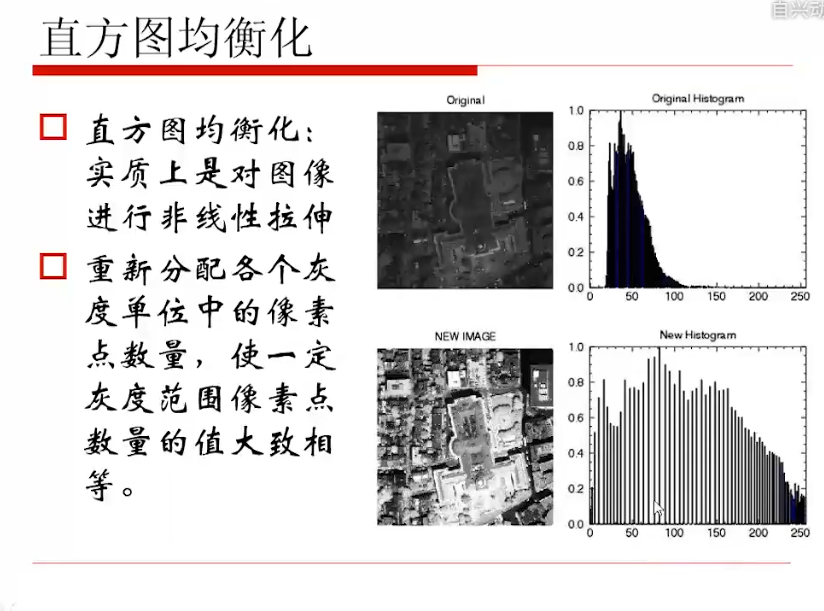 直方图均衡化
自兴动
直方图均衡化：
实质上是对图像
进行非线性拉伸
重新分配各个灰
度单位中的像素
点数量，使一定
灰度范围像素点
数量的值大致相
等。
Original
Original Histogram
1.0
0.8
0.6
0.4
0.2
0.0
0 50 100 150 200 250
NEW IMAGE
New Histogram
1.0
0.8
0.6
0.4
0.2
0.0
0 50 100 150 200 250